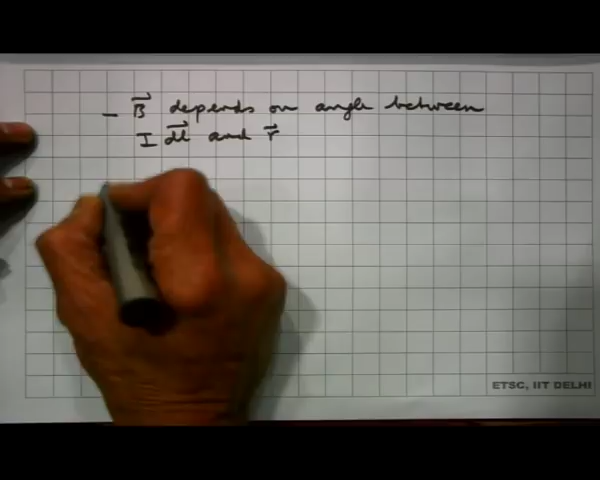 - B⃗ depends on angle between
I dl⃗ and r⃗
ETSC, IIT DELHI